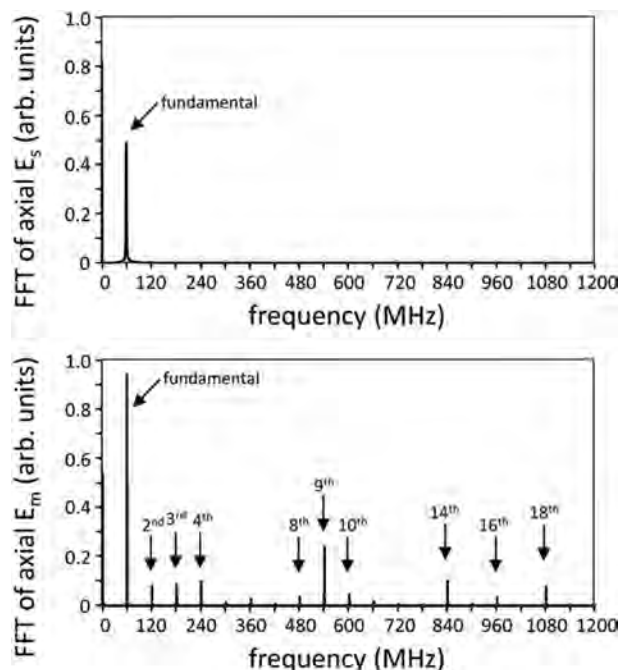 FFT of axial E_s (arb. units)
1.0
0.8
0.6
0.4
0.2
0
fundamental
0 120 240 360 480 600 720 840 960 1080 1200
frequency (MHz)
FFT of axial E_m (arb. units)
1.0
0.8
0.6
0.4
0.2
0
fundamental
2nd 3rd 4th 8th 9th 10th 14th 16th 18th
0 120 240 360 480 600 720 840 960 1080 1200
frequency (MHz)